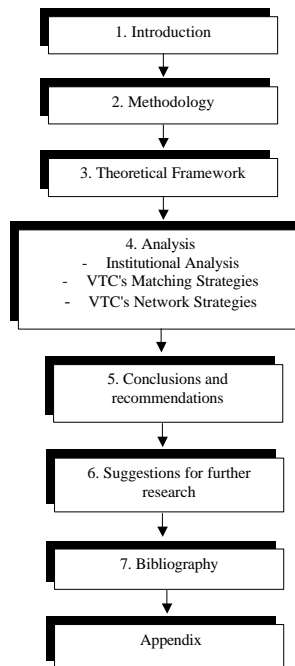 1. Introduction
2. Methodology
3. Theoretical Framework
4. Analysis
- Institutional Analysis
- VTC's Matching Strategies
- VTC's Network Strategies
5. Conclusions and
recommendations
6. Suggestions for further
research
7. Bibliography
Appendix